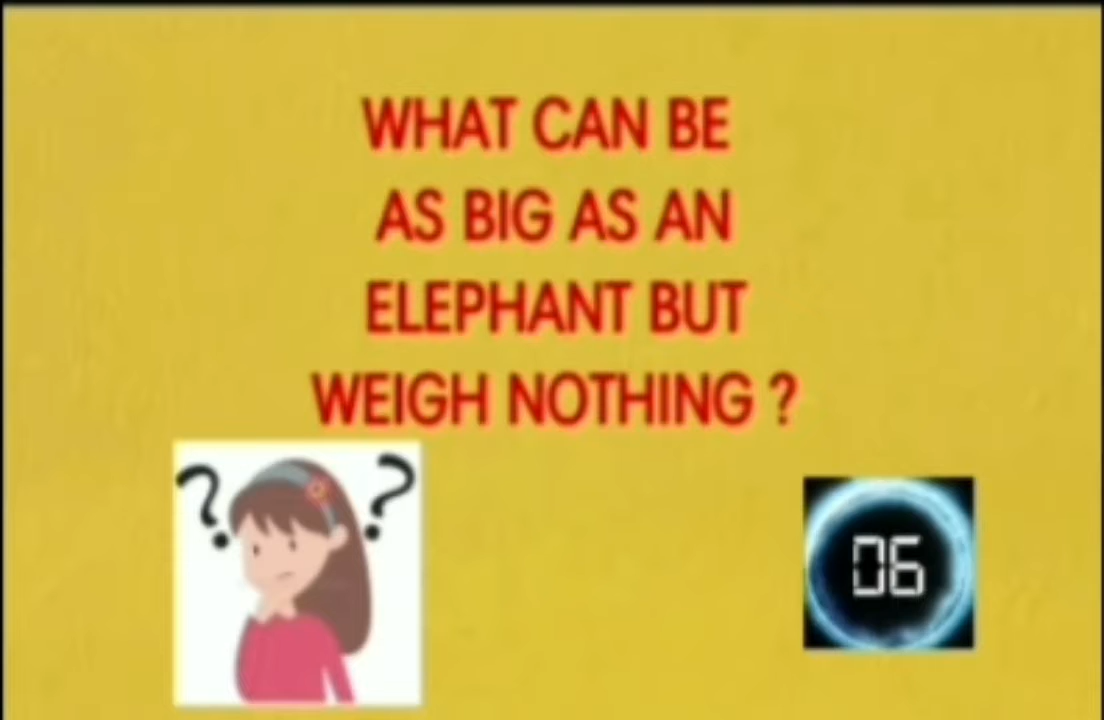 WHAT CAN BE
AS BIG AS AN
ELEPHANT BUT
WEIGH NOTHING ?
? ?
06